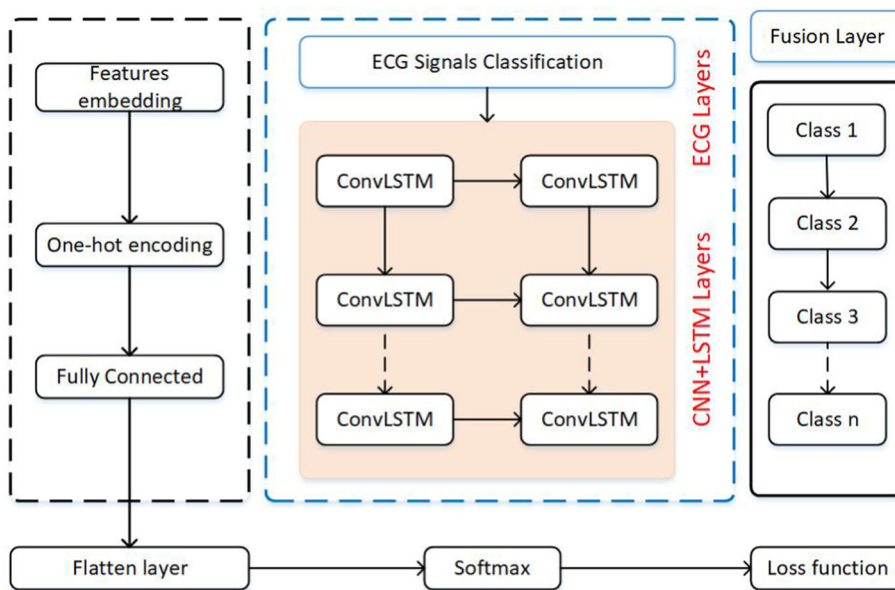 Features
embedding
One-hot encoding
Fully Connected
ECG Signals Classification
ConvLSTM
ConvLSTM
ConvLSTM
ConvLSTM
ConvLSTM
ConvLSTM
ECG Layers
CNN+LSTM Layers
Fusion Layer
Class 1
Class 2
Class 3
Class n
Flatten layer
Softmax
Loss function